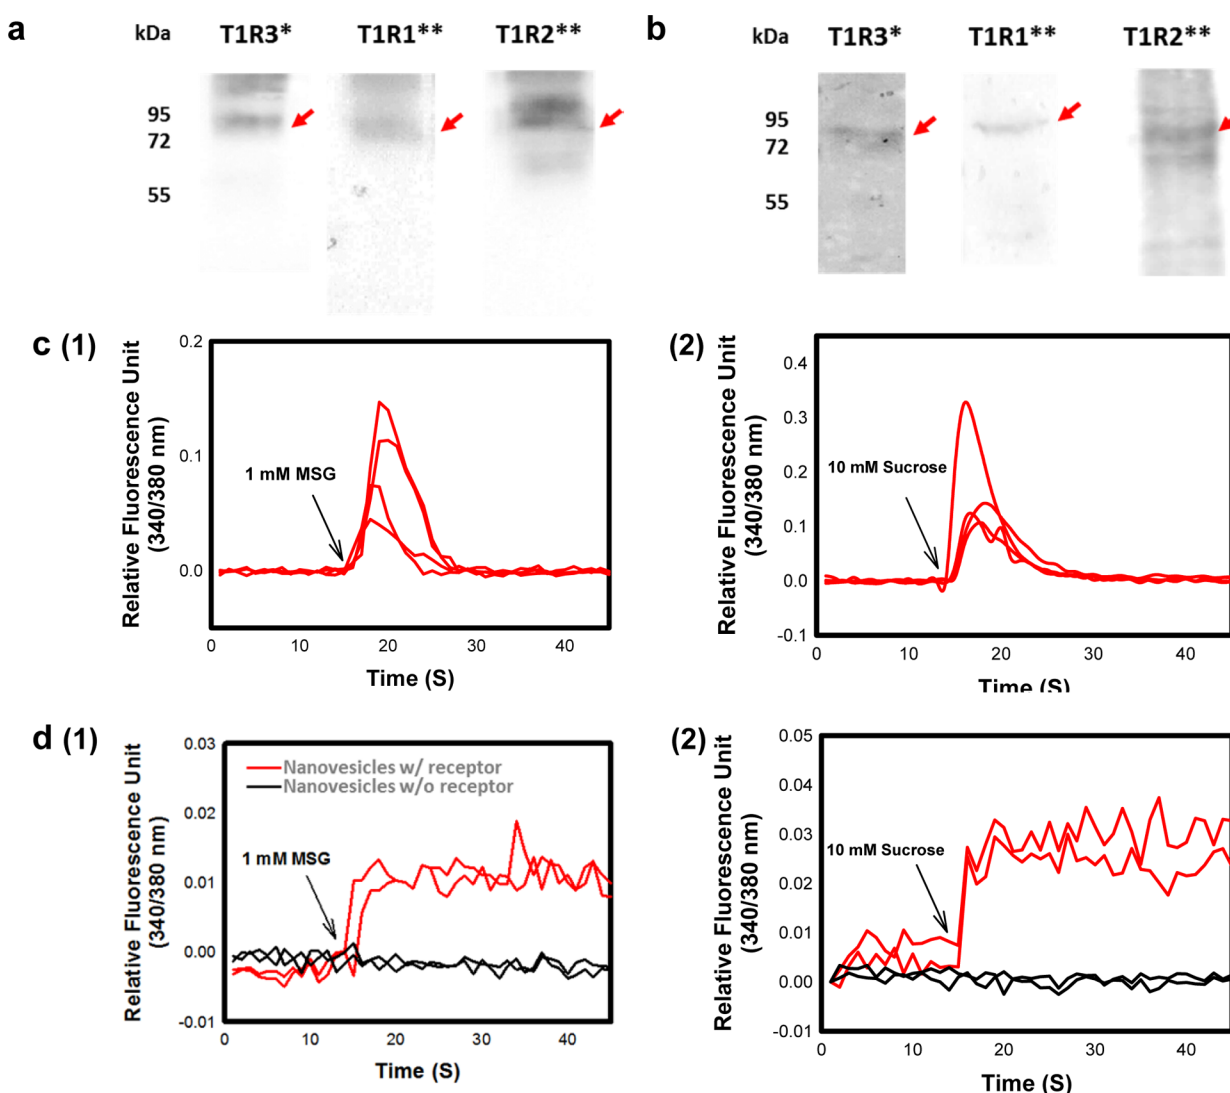 a
kDa T1R3* T1R1** T1R2**
95
72
55
b
kDa T1R3* T1R1** T1R2**
95
72
55
c (1)
Relative Fluorescence Unit
(340/380 nm)
0.2
0.1
0.0
1 mM MSG
0 10 20 30 40
Time (S)
(2)
Relative Fluorescence Unit
(340/380 nm)
0.4
0.3
0.2
0.1
0.0
-0.1
10 mM Sucrose
0 10 20 30 40
Time (S)
d (1)
Relative Fluorescence Unit
(340/380 nm)
0.03
0.02
0.01
0.00
-0.01
Nanovesicles w/ receptor
Nanovesicles w/o receptor
1 mM MSG
0 10 20 30 40
Time (S)
(2)
Relative Fluorescence Unit
(340/380 nm)
0.05
0.04
0.03
0.02
0.01
0.00
-0.01
10 mM Sucrose
0 10 20 30 40
Time (S)